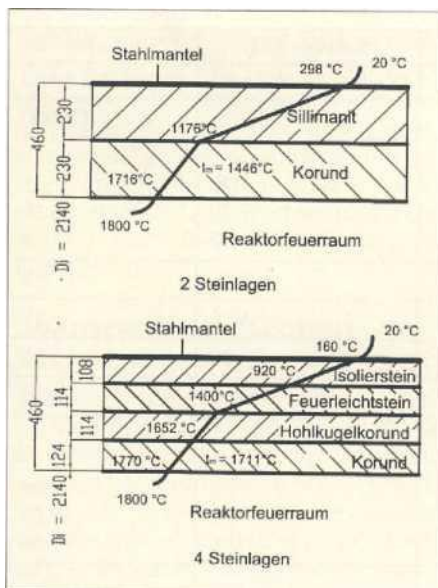 Stahlmantel
298 °C
20 °C
460
230
Sillimanit
1176°C
230
1716°C
tm = 1446°C
Korund
1800 °C
Di = 2140
Reaktorfeuerraum
2 Steinlagen
Stahlmantel
20 °C
160 °C
460
108
920 °C
Isolierstein
114
1400°C
Feuerleichtstein
114
1652 °C
Hohlkugelkorund
124
1770 °C
tm = 1711°C
Korund
Di = 2140
1800 °C
Reaktorfeuerraum
4 Steinlagen